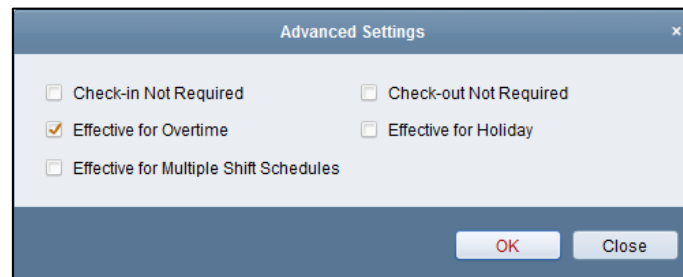 Advanced Settings ×
Check-in Not Required Check-out Not Required
Effective for Overtime Effective for Holiday
Effective for Multiple Shift Schedules
OK Close